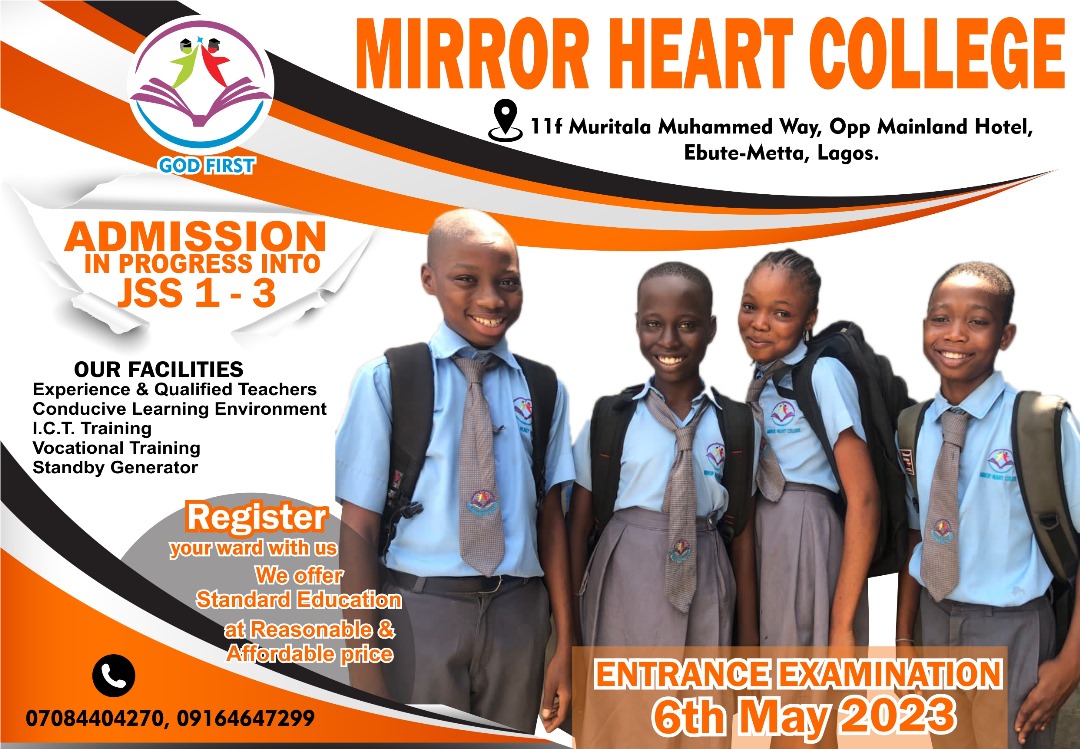 MIRROR HEART COLLEGE
11f Muritala Muhammed Way, Opp Mainland Hotel,
Ebute-Metta, Lagos.
GOD FIRST
ADMISSION
IN PROGRESS INTO
JSS 1 - 3
OUR FACILITIES
Experience & Qualified Teachers
Conducive Learning Environment
I.C.T. Training
Vocational Training
Standby Generator
Register
your ward with us
We offer
Standard Education
at Reasonable &
Affordable price
07084404270, 09164647299
ENTRANCE EXAMINATION
6th May 2023